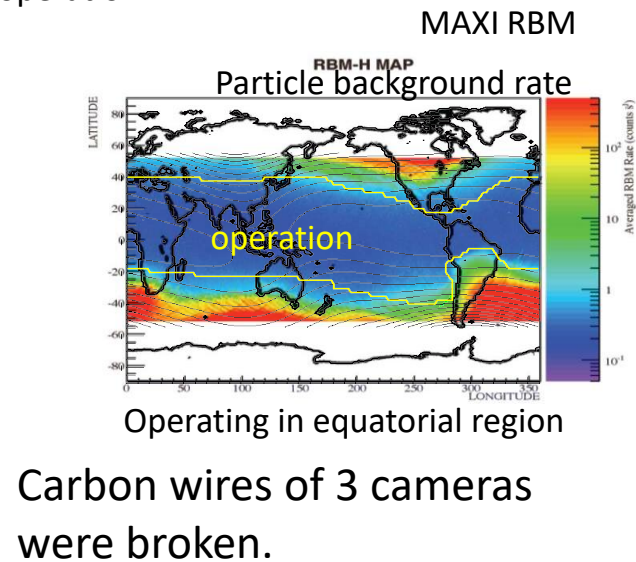 MAXI RBM
RBM-H MAP
Particle background rate
LATITUDE
80
60
40
20
0
-20
-40
-60
-80
operation
0 50 100 150 200 250 300 350
LONGITUDE
10²
10
1
10⁻¹
Averaged RBM Rate (counts s¹)
Operating in equatorial region
Carbon wires of 3 cameras
were broken.